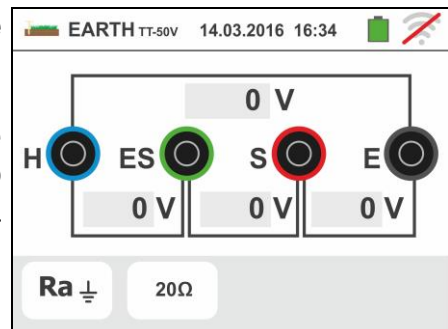 EARTH TT-50V 14.03.2016 16:34
0 V
H ES S E
0 V 0 V 0 V
Ra 20Ω